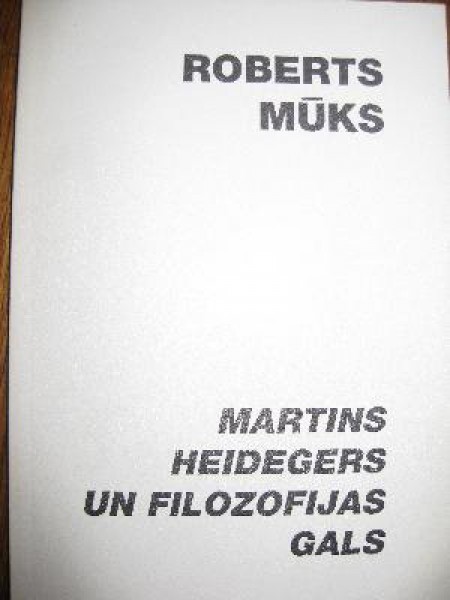 ROBERTS
MŪKS
MARTINS
HEIDEGERS
UN FILOZOFIJAS
GALS